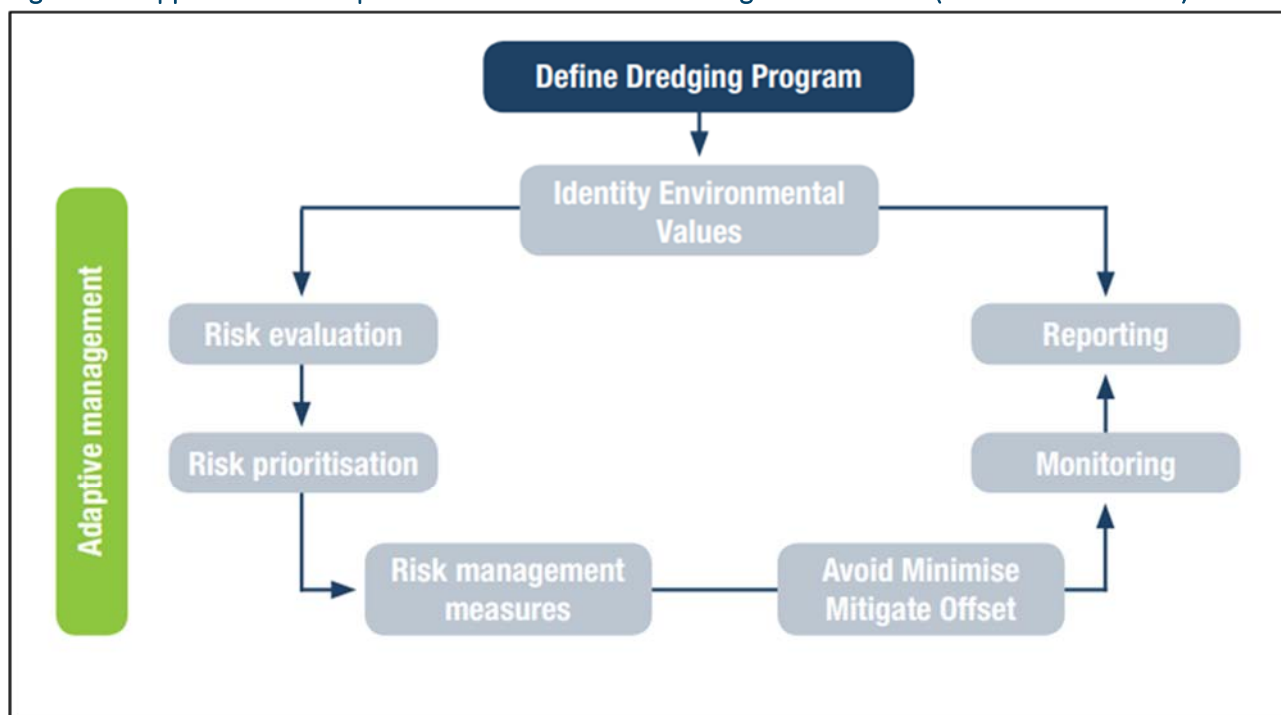 Define Dredging Program
Identity Environmental
Values
Adaptive management
Risk evaluation
Reporting
Risk prioritisation
Monitoring
Risk management
measures
Avoid Minimise
Mitigate Offset